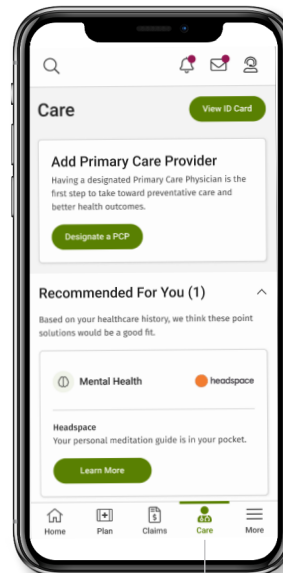 Care
View ID Card
Add Primary Care Provider
Having a designated Primary Care Physician is the
first step to take toward preventative care and
better health outcomes.
Designate a PCP
Recommended For You (1)
Based on your healthcare history, we think these point
solutions would be a good fit.
Mental Health
headspace
Headspace
Your personal meditation guide is in your pocket.
Learn More
Home
Plan
Claims
Care
More